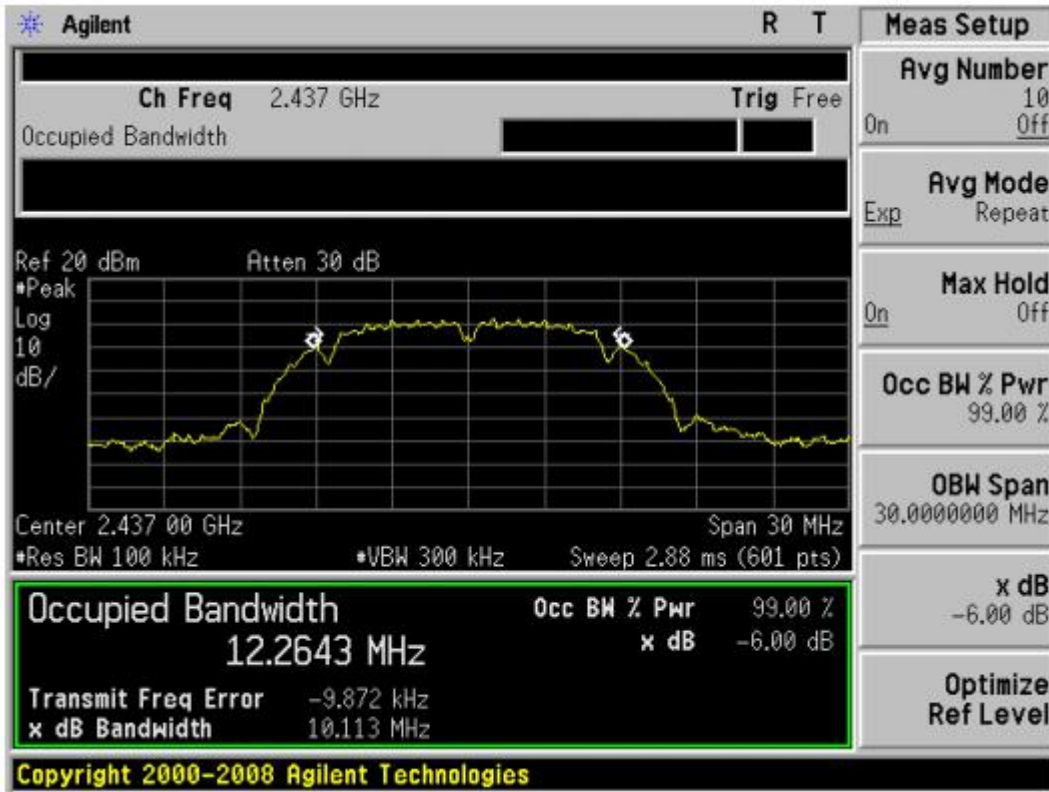 Agilent
R T
Ch Freq 2.437 GHz
Trig Free
Occupied Bandwidth
Ref 20 dBm
Atten 30 dB
#Peak
Log
10
dB/
Center 2.437 00 GHz
Span 30 MHz
#Res BW 100 kHz
#VBW 300 kHz
Sweep 2.88 ms (601 pts)
Occupied Bandwidth
12.2643 MHz
Occ BW % Pwr 99.00 %
x dB -6.00 dB
Transmit Freq Error -9.872 kHz
x dB Bandwidth 10.113 MHz
Copyright 2000-2008 Agilent Technologies
Meas Setup
Avg Number
10
On Off
Avg Mode
Exp Repeat
Max Hold
On Off
Occ BW % Pwr
99.00 %
OBW Span
30.0000000 MHz
x dB
-6.00 dB
Optimize
Ref Level